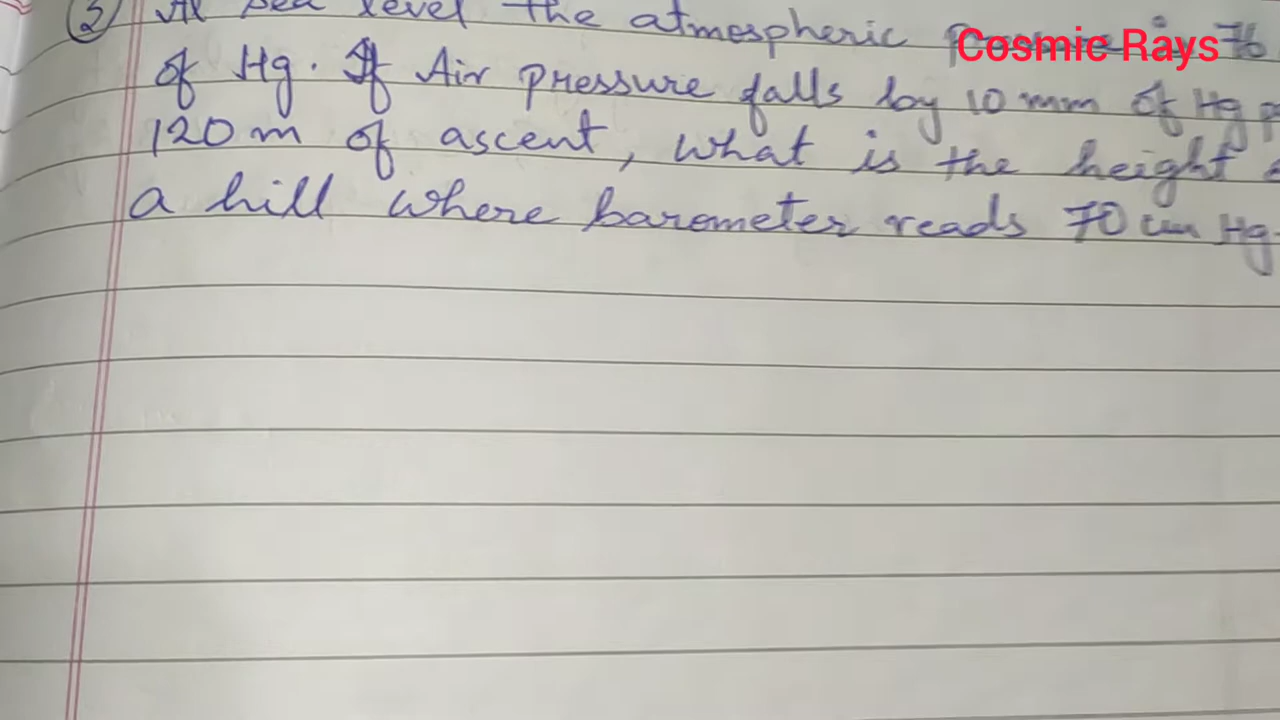 ② At sea level the atmospheric 76
Cosmic Rays
of Hg. If Air pressure falls by 10 mm of Hg
120 m of ascent, what is the height
a hill where barometer reads 70 cm Hg.